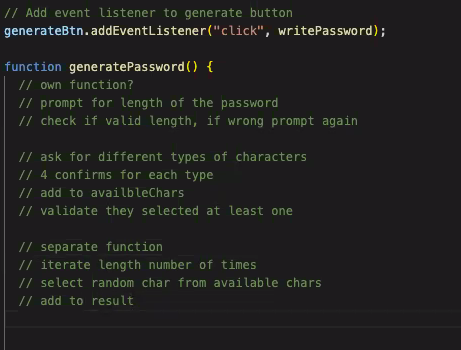 // Add event listener to generate button
generateBtn.addEventListener("click", writePassword);
function generatePassword() {
// own function?
// prompt for length of the password
// check if valid length, if wrong prompt again
// ask for different types of characters
// 4 confirms for each type
// add to availbleChars
// validate they selected at least one
// separate function
// iterate length number of times
// select random char from available chars
// add to result